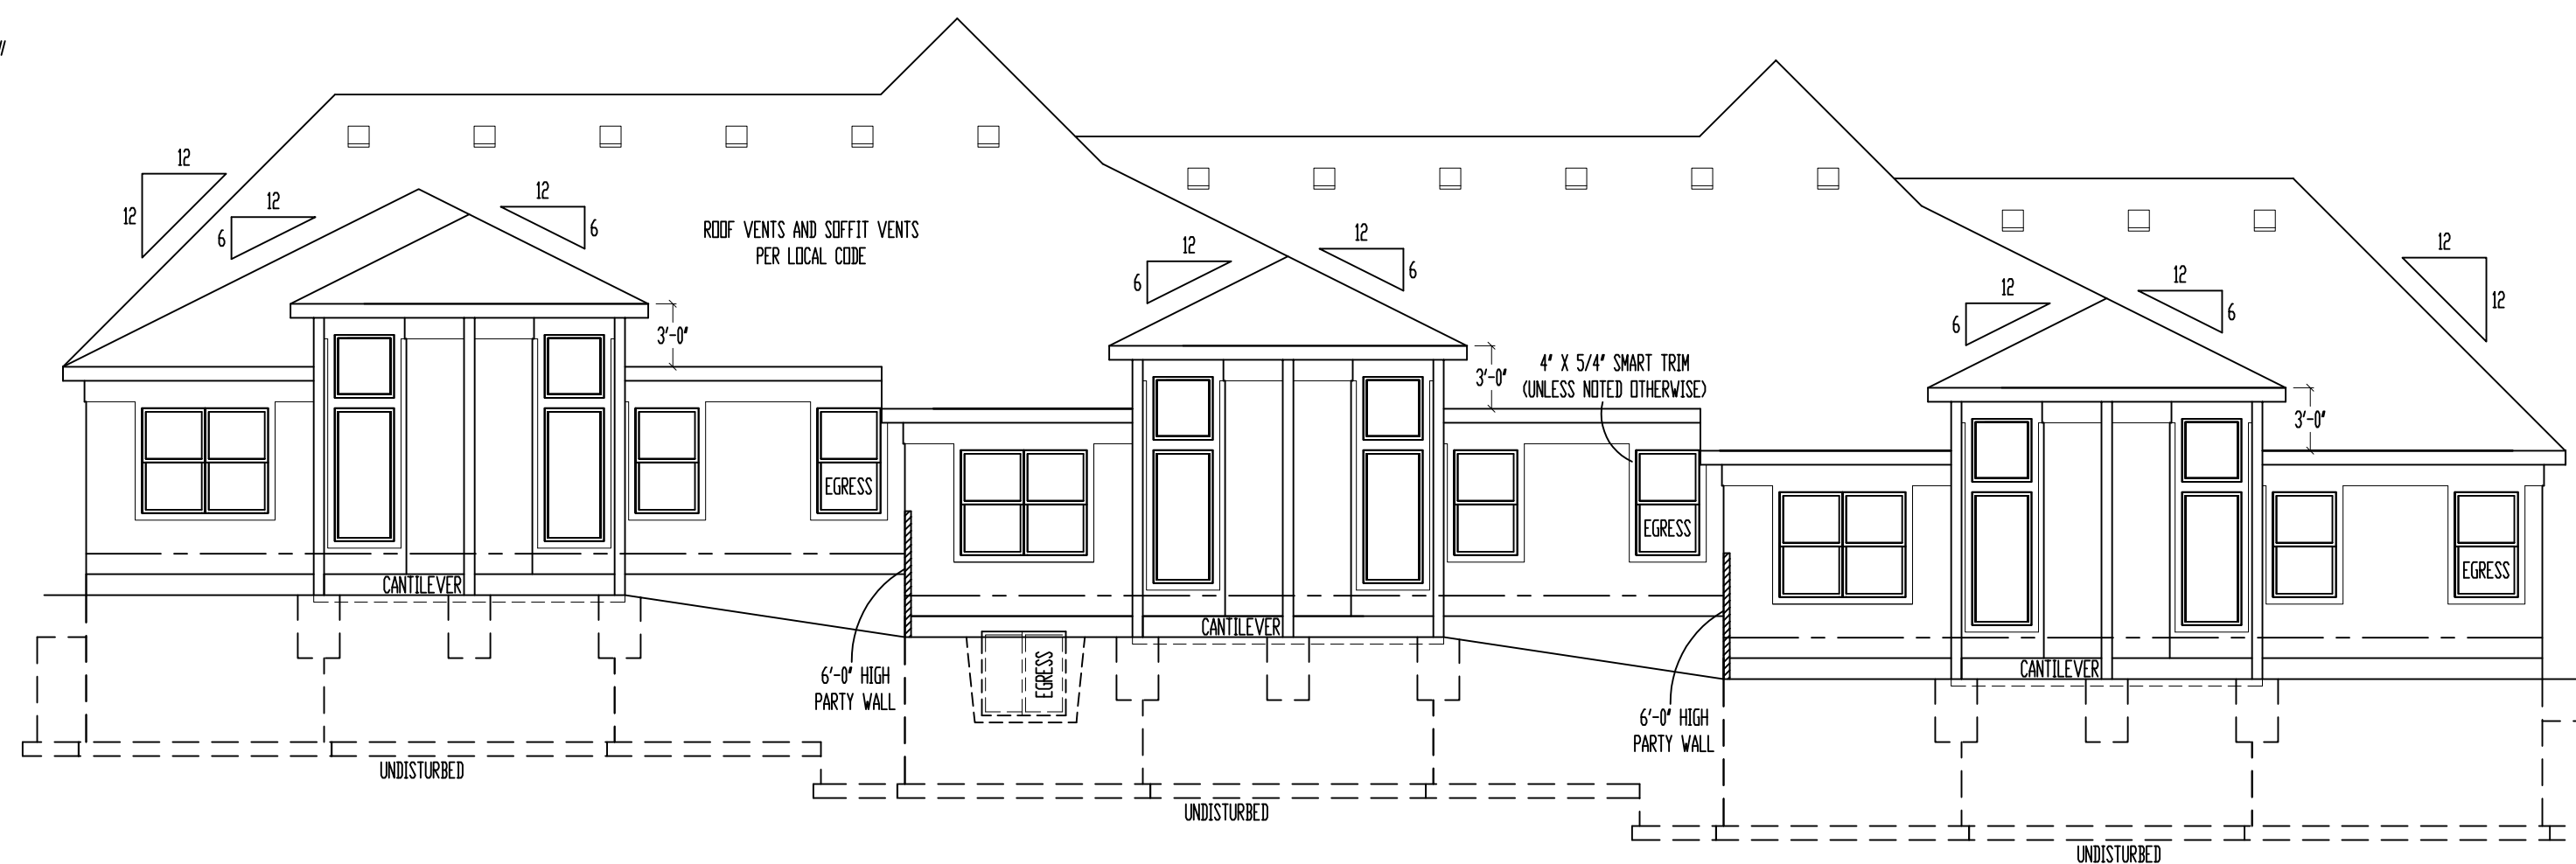 12
12
12
6
12
6
ROOF VENTS AND SOFFIT VENTS
PER LOCAL CODE
3'-0"
12
6
12
6
3'-0"
4" X 5/4" SMART TRIM
(UNLESS NOTED OTHERWISE)
12
6
12
6
12
12
3'-0"
EGRESS
EGRESS
EGRESS
CANTILEVER
CANTILEVER
CANTILEVER
EGRESS
6'-0" HIGH
PARTY WALL
6'-0" HIGH
PARTY WALL
UNDISTURBED
UNDISTURBED
UNDISTURBED